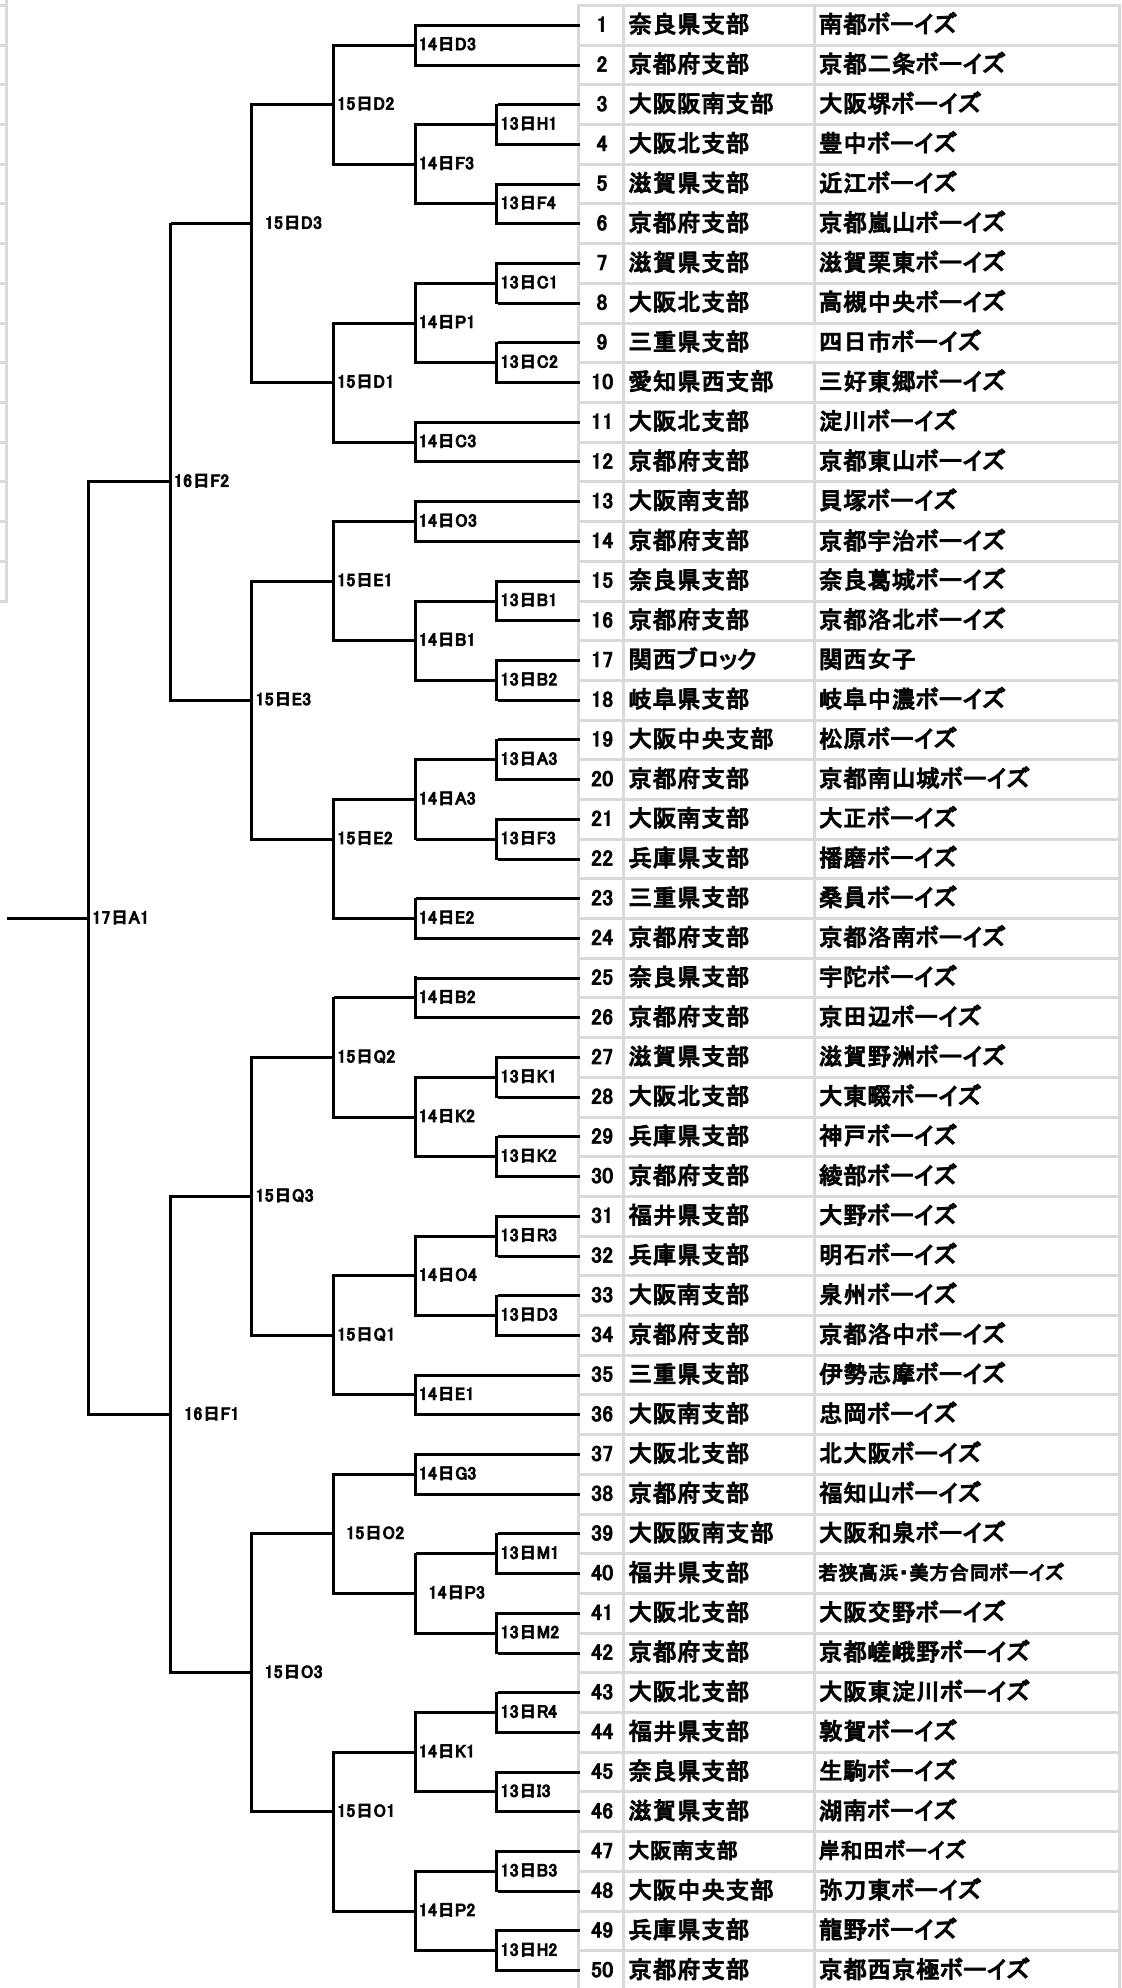 1 奈良県支部 南都ボーイズ
14日D3
2 京都府支部 京都二条ボーイズ
15日D2
3 大阪阪南支部 大阪堺ボーイズ
13日H1
4 大阪北支部 豊中ボーイズ
14日F3
5 滋賀県支部 近江ボーイズ
13日F4
6 京都府支部 京都嵐山ボーイズ
15日D3
7 滋賀県支部 滋賀栗東ボーイズ
13日C1
8 大阪北支部 高槻中央ボーイズ
14日P1
9 三重県支部 四日市ボーイズ
13日C2
10 愛知県西支部 三好東郷ボーイズ
15日D1
11 大阪北支部 淀川ボーイズ
14日C3
12 京都府支部 京都東山ボーイズ
16日F2
13 大阪南支部 貝塚ボーイズ
14日O3
14 京都府支部 京都宇治ボーイズ
15日E1
15 奈良県支部 奈良葛城ボーイズ
13日B1
16 京都府支部 京都洛北ボーイズ
14日B1
17 関西ブロック 関西女子
13日B2
18 岐阜県支部 岐阜中濃ボーイズ
15日E3
19 大阪中央支部 松原ボーイズ
13日A3
20 京都府支部 京都南山城ボーイズ
14日A3
21 大阪南支部 大正ボーイズ
13日F3
22 兵庫県支部 播磨ボーイズ
15日E2
23 三重県支部 桑員ボーイズ
14日E2
24 京都府支部 京都洛南ボーイズ
17日A1
25 奈良県支部 宇陀ボーイズ
14日B2
26 京都府支部 京田辺ボーイズ
15日Q2
27 滋賀県支部 滋賀野洲ボーイズ
13日K1
28 大阪北支部 大東畷ボーイズ
14日K2
29 兵庫県支部 神戸ボーイズ
13日K2
30 京都府支部 綾部ボーイズ
15日Q3
31 福井県支部 大野ボーイズ
13日R3
32 兵庫県支部 明石ボーイズ
14日O4
33 大阪南支部 泉州ボーイズ
13日D3
34 京都府支部 京都洛中ボーイズ
15日Q1
35 三重県支部 伊勢志摩ボーイズ
14日E1
36 大阪南支部 忠岡ボーイズ
16日F1
37 大阪北支部 北大阪ボーイズ
14日G3
38 京都府支部 福知山ボーイズ
15日O2
39 大阪阪南支部 大阪和泉ボーイズ
13日M1
40 福井県支部 若狭高浜・美方合同ボーイズ
14日P3
41 大阪北支部 大阪交野ボーイズ
13日M2
42 京都府支部 京都嵯峨野ボーイズ
15日O3
43 大阪北支部 大阪東淀川ボーイズ
13日R4
44 福井県支部 敦賀ボーイズ
14日K1
45 奈良県支部 生駒ボーイズ
13日I3
46 滋賀県支部 湖南ボーイズ
15日O1
47 大阪南支部 岸和田ボーイズ
13日B3
48 大阪中央支部 弥刀東ボーイズ
14日P2
49 兵庫県支部 龍野ボーイズ
13日H2
50 京都府支部 京都西京極ボーイズ